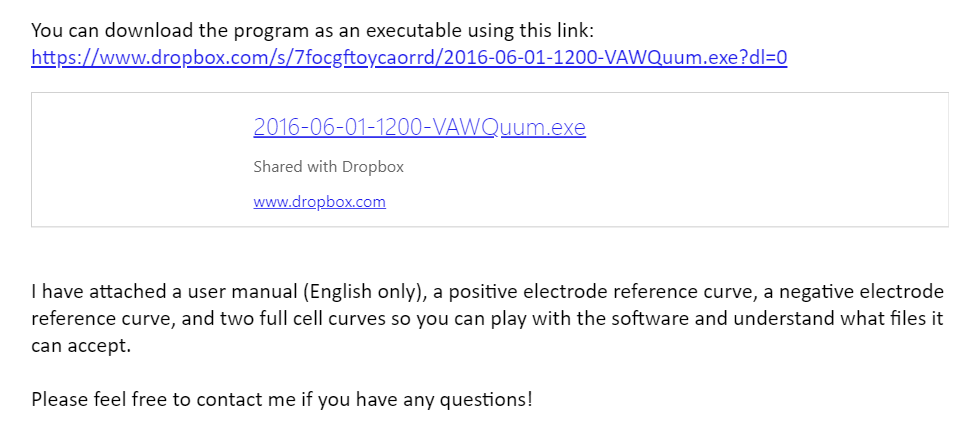 You can download the program as an executable using this link:
https://www.dropbox.com/s/7focgftoycaorrd/2016-06-01-1200-VAWQuum.exe?dl=0
2016-06-01-1200-VAWQuum.exe
Shared with Dropbox
www.dropbox.com
I have attached a user manual (English only), a positive electrode reference curve, a negative electrode
reference curve, and two full cell curves so you can play with the software and understand what files it
can accept.
Please feel free to contact me if you have any questions!